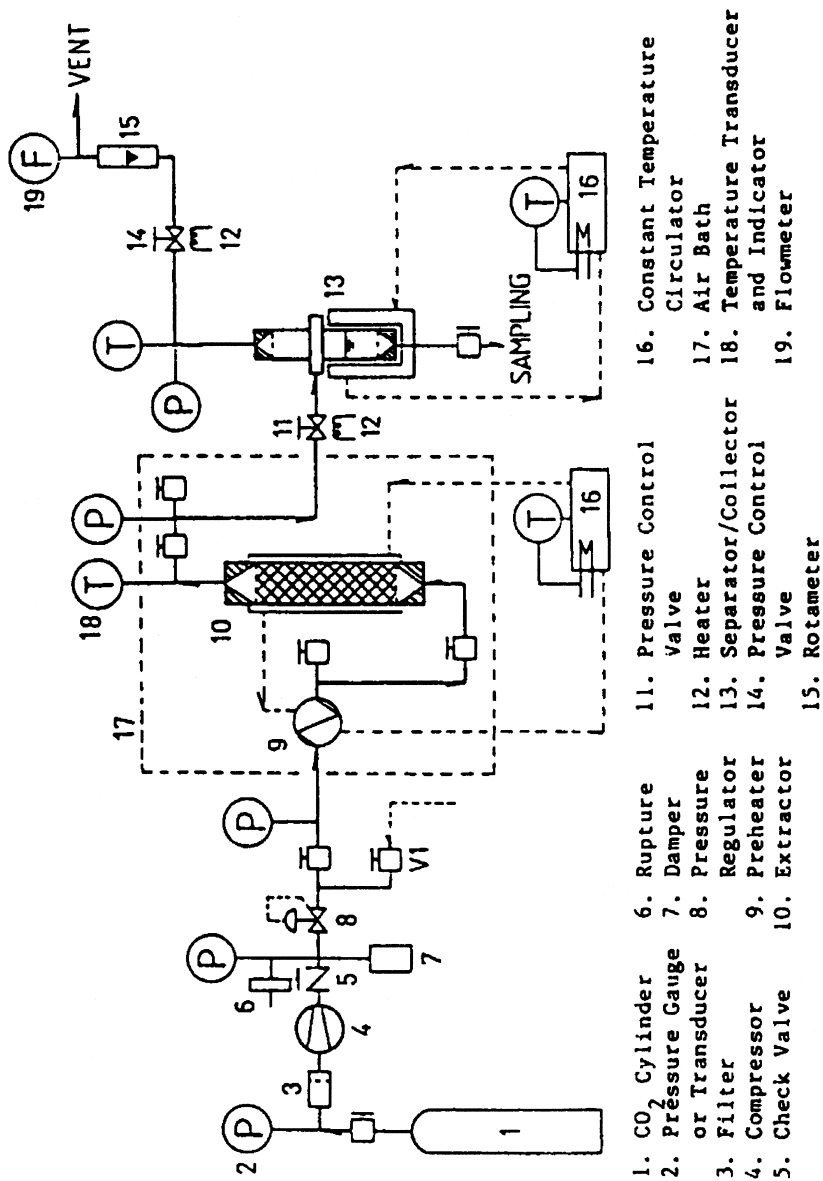 19
F
VENT
15
14
12
T
P
13
16
T
SAMPLING
11
12
P
T
18
10
17
9
T
16
P
V1
8
P
6
5
7
4
3
P
2
1
1. CO2 Cylinder
2. Pressure Gauge
or Transducer
3. Filter
4. Compressor
5. Check Valve
6. Rupture
7. Damper
8. Pressure
Regulator
9. Preheater
10. Extractor
11. Pressure Control
Valve
12. Heater
13. Separator/Collector
14. Pressure Control
Valve
15. Rotameter
16. Constant Temperature
Circulator
17. Air Bath
18. Temperature Transducer
and Indicator
19. Flowmeter